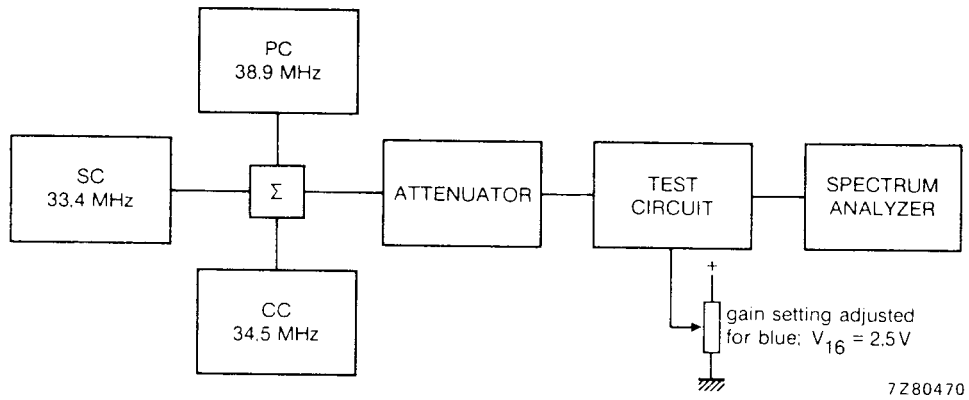 PC
38.9 MHz
SC
33.4 MHz
Σ
ATTENUATOR
TEST
CIRCUIT
SPECTRUM
ANALYZER
CC
34.5 MHz
+
gain setting adjusted
for blue; V16 = 2.5 V
7Z80470